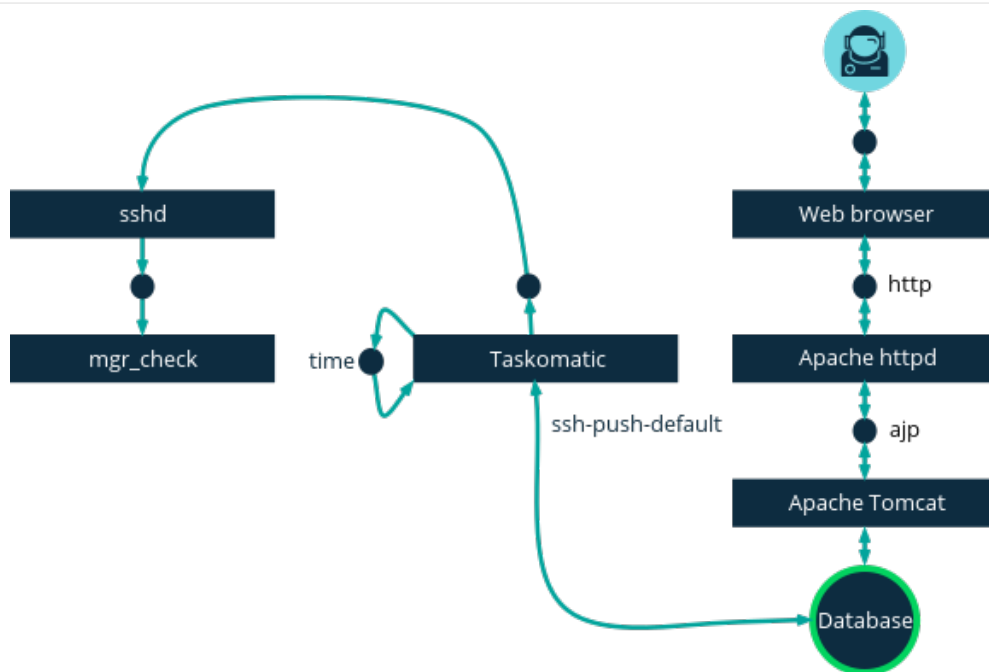 sshd
Web browser
http
mgr_check
time
Taskomatic
Apache httpd
ssh-push-default
ajp
Apache Tomcat
Database